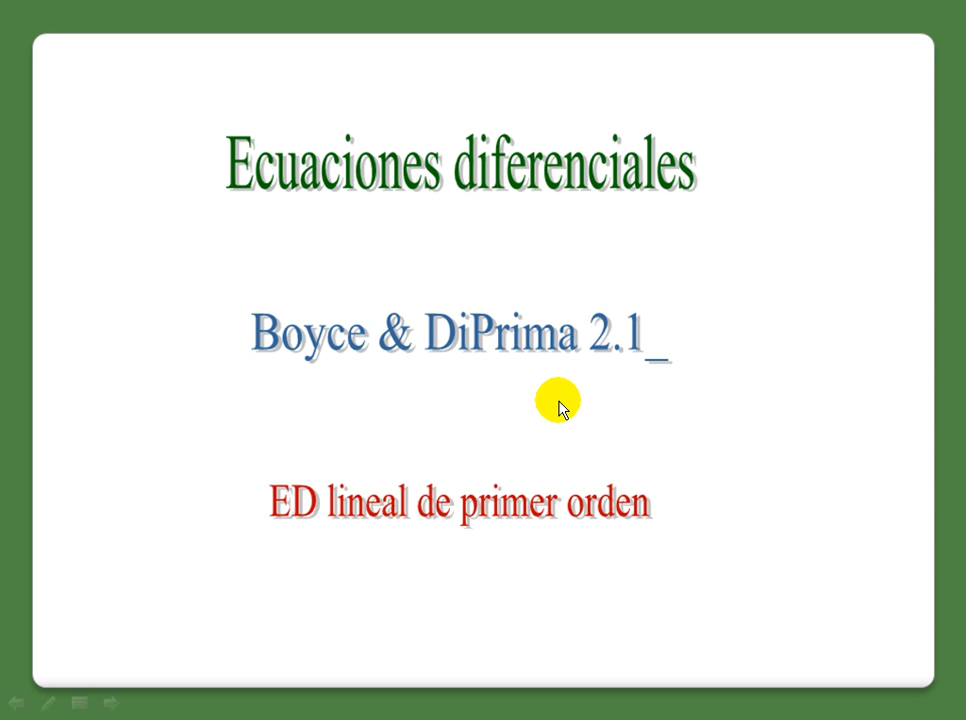 Ecuaciones diferenciales
Boyce & DiPrima 2.1_
ED lineal de primer orden